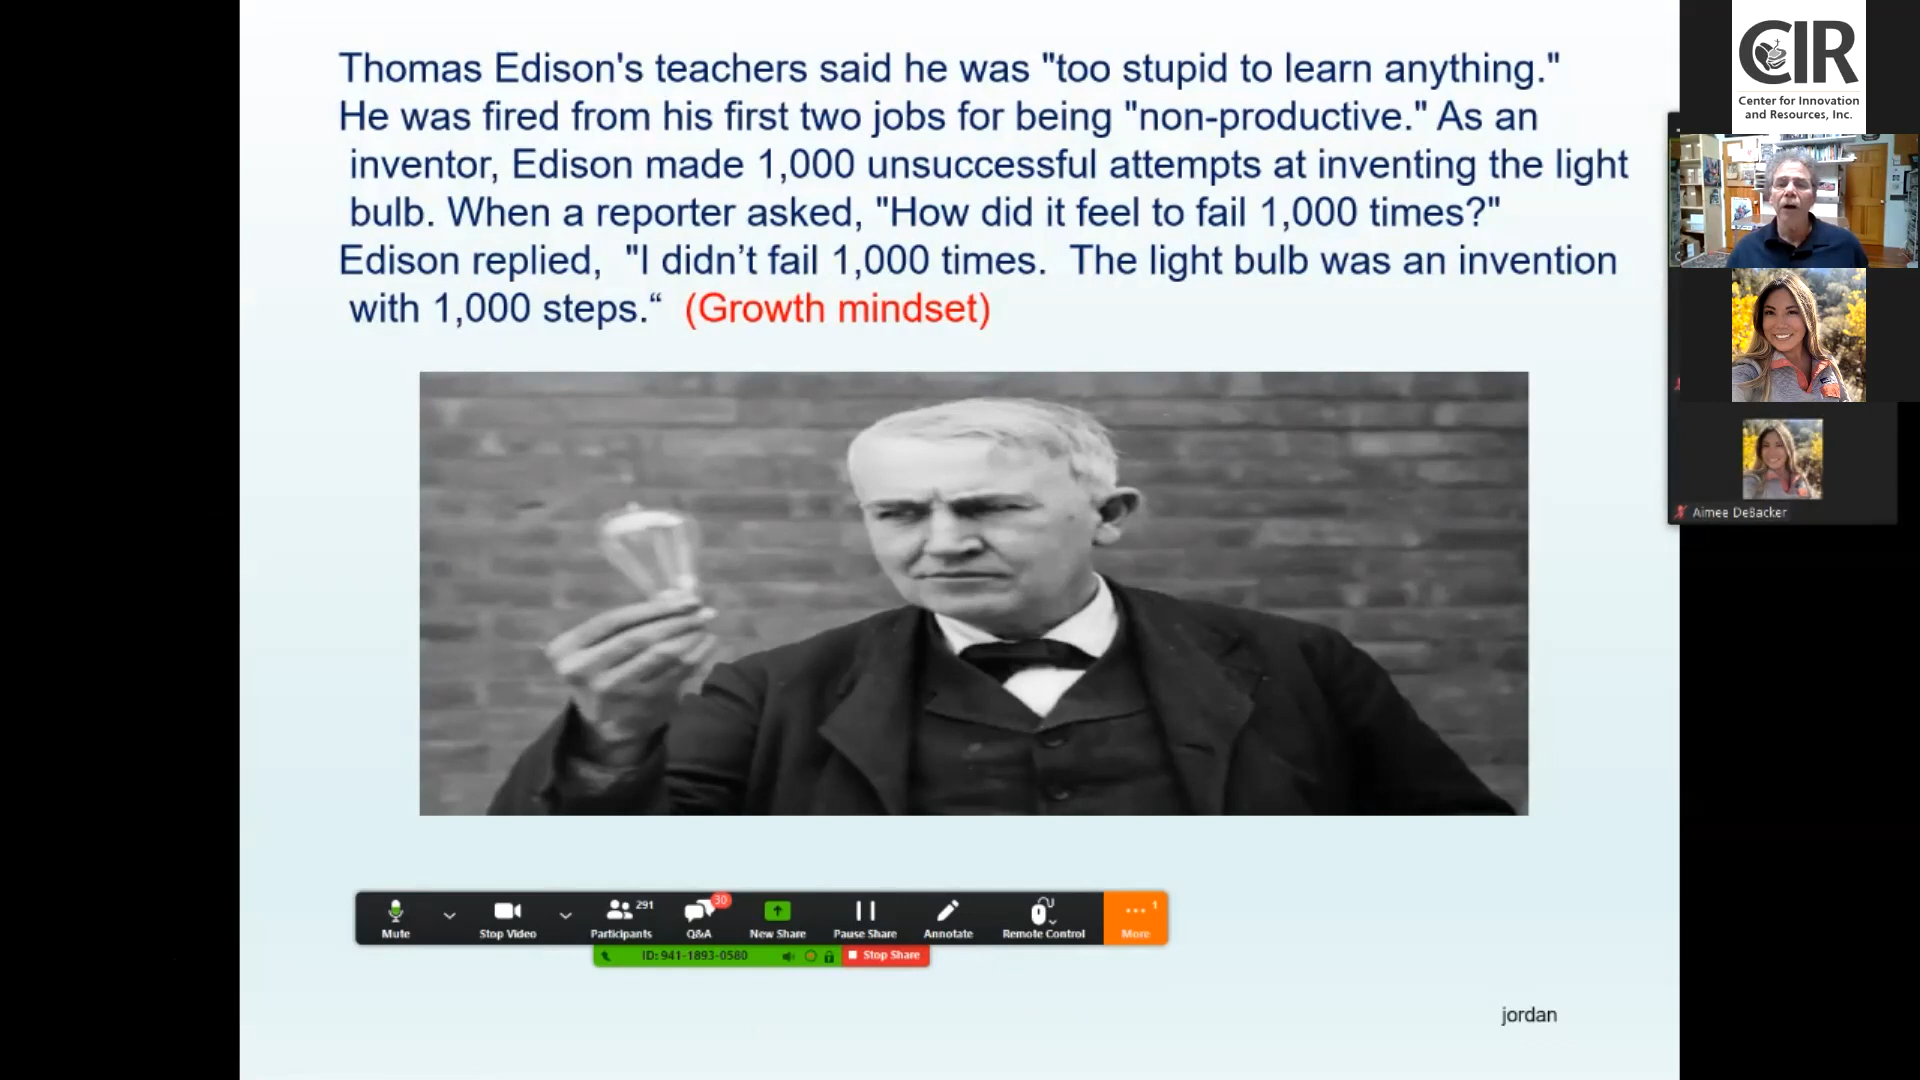 Thomas Edison's teachers said he was "too stupid to learn anything."
He was fired from his first two jobs for being "non-productive." As an
inventor, Edison made 1,000 unsuccessful attempts at inventing the light
bulb. When a reporter asked, "How did it feel to fail 1,000 times?"
Edison replied, "I didn’t fail 1,000 times. The light bulb was an invention
with 1,000 steps.“ (Growth mindset)
CIR
Center for Innovation
and Resources, Inc.
Aimee DeBacker
291
30
1
Mute
Stop Video
Participants
Q&A
New Share
Pause Share
Annotate
Remote Control
More
ID: 941-1893-0580
Stop Share
jordan